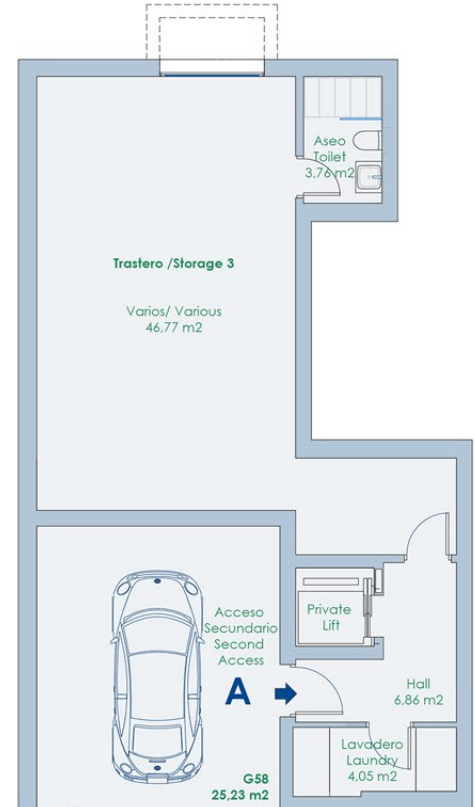 Aseo
Toilet
3,76 m2
Trastero /Storage 3
Varios/ Various
46,77 m2
Private
Lift
Acceso
Secundario
Second
Access
A
Hall
6,86 m2
Lavadero
Laundry
4,05 m2
G58
25,23 m2